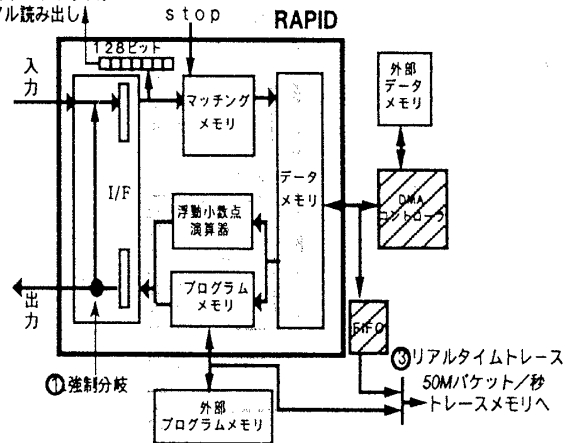 ル読み出し
stop
RAPID
128ビット
入力
マッチング
メモリ
外部
データ
メモリ
I/F
データ
メモリ
DMA
コントローラ
浮動小数点
演算器
プログラム
メモリ
出力
FIFO
①強制分岐
③リアルタイムトレース
50Mパケット/秒
トレースメモリへ
外部
プログラムメモリ